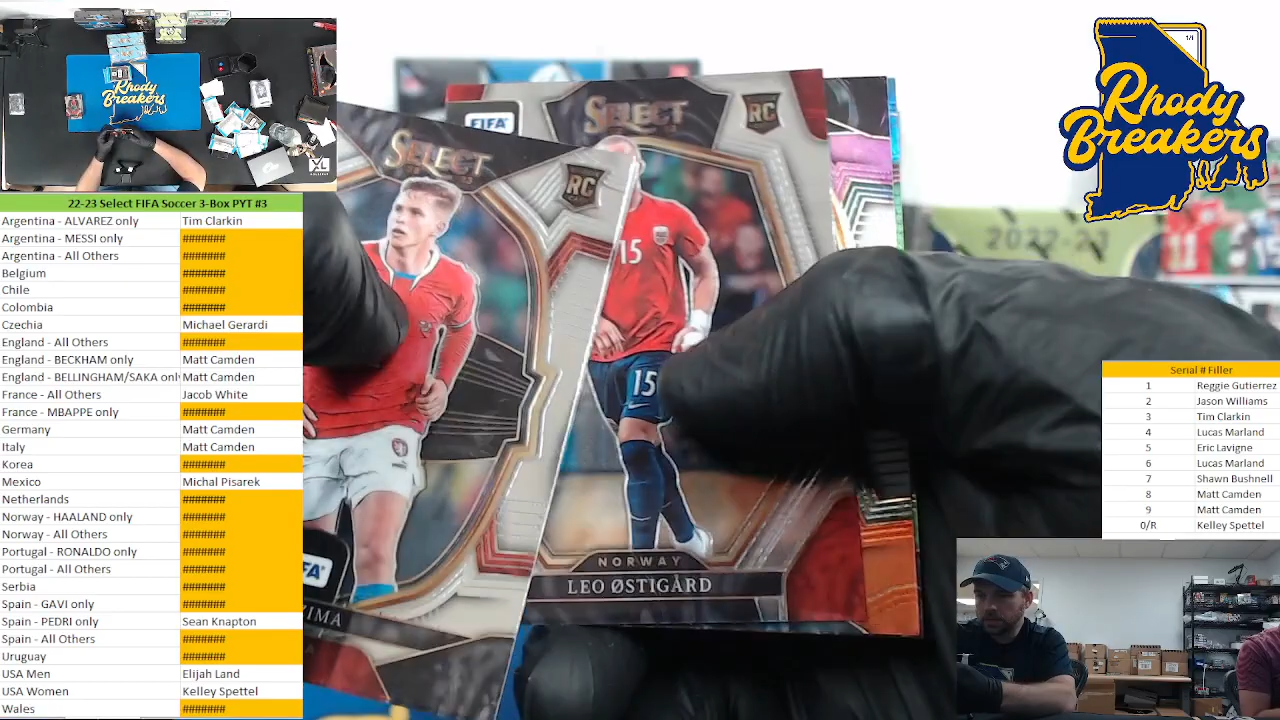 Rhody
Breakers
22-23 Select FIFA Soccer 3-Box PYT #3
Argentina - ALVAREZ only Tim Clarkin
Argentina - MESSI only #######
Argentina - All Others #######
Belgium #######
Chile #######
Colombia #######
Czechia Michael Gerardi
England - All Others #######
England - BECKHAM only Matt Camden
England - BELLINGHAM/SAKA onl Matt Camden
France - All Others Jacob White
France - MBAPPE only #######
Germany Matt Camden
Italy Matt Camden
Korea #######
Mexico Michal Pisarek
Netherlands #######
Norway - HAALAND only #######
Norway - All Others #######
Portugal - RONALDO only #######
Portugal - All Others #######
Serbia #######
Spain - GAVI only #######
Spain - PEDRI only Sean Knapton
Spain - All Others #######
Uruguay #######
USA Men Elijah Land
USA Women Kelley Spettel
Wales #######
SELECT
RC
FIFA
SELECT
RC
15
15
NORWAY
LEO ØSTIGÅRD
2022-23
1/1
Rhody
Breakers
Serial # Filler
1 Reggie Gutierrez
2 Jason Williams
3 Tim Clarkin
4 Lucas Marland
5 Eric Lavigne
6 Lucas Marland
7 Shawn Bushnell
8 Matt Camden
9 Matt Camden
0/R Kelley Spettel
XL